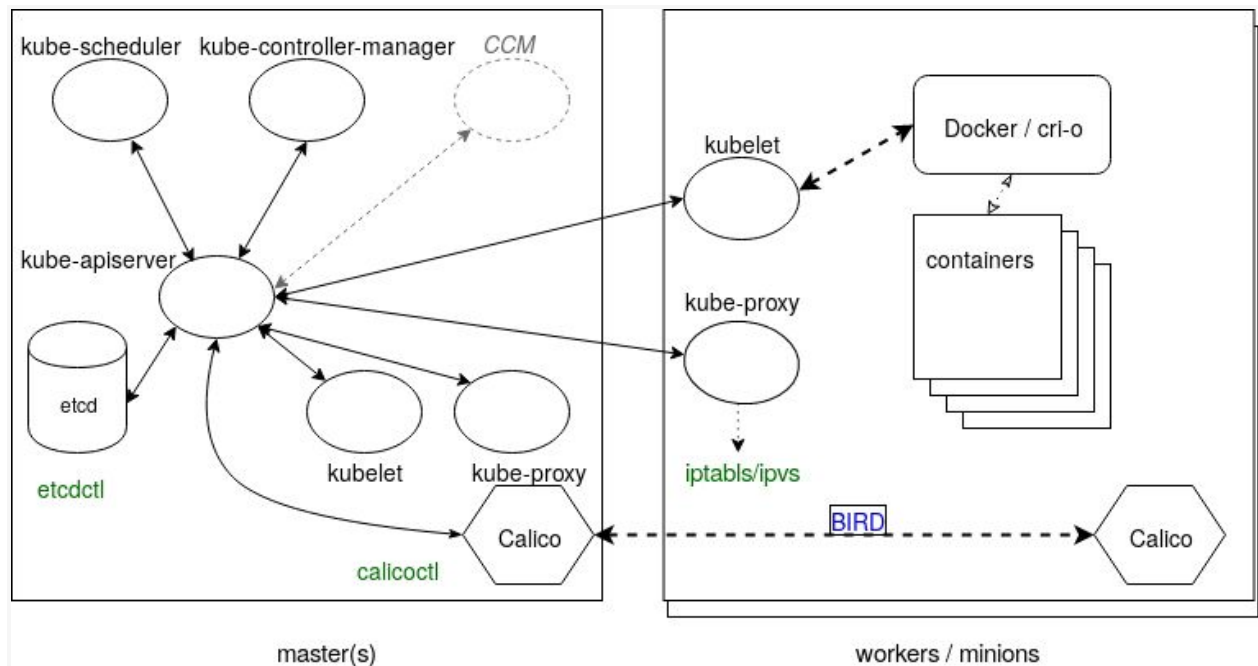 kube-scheduler
kube-controller-manager
CCM
kube-apiserver
etcd
etcdctl
kubelet
kube-proxy
Calico
calicoctl
master(s)
kubelet
Docker / cri-o
containers
kube-proxy
iptabls/ipvs
BIRD
Calico
workers / minions